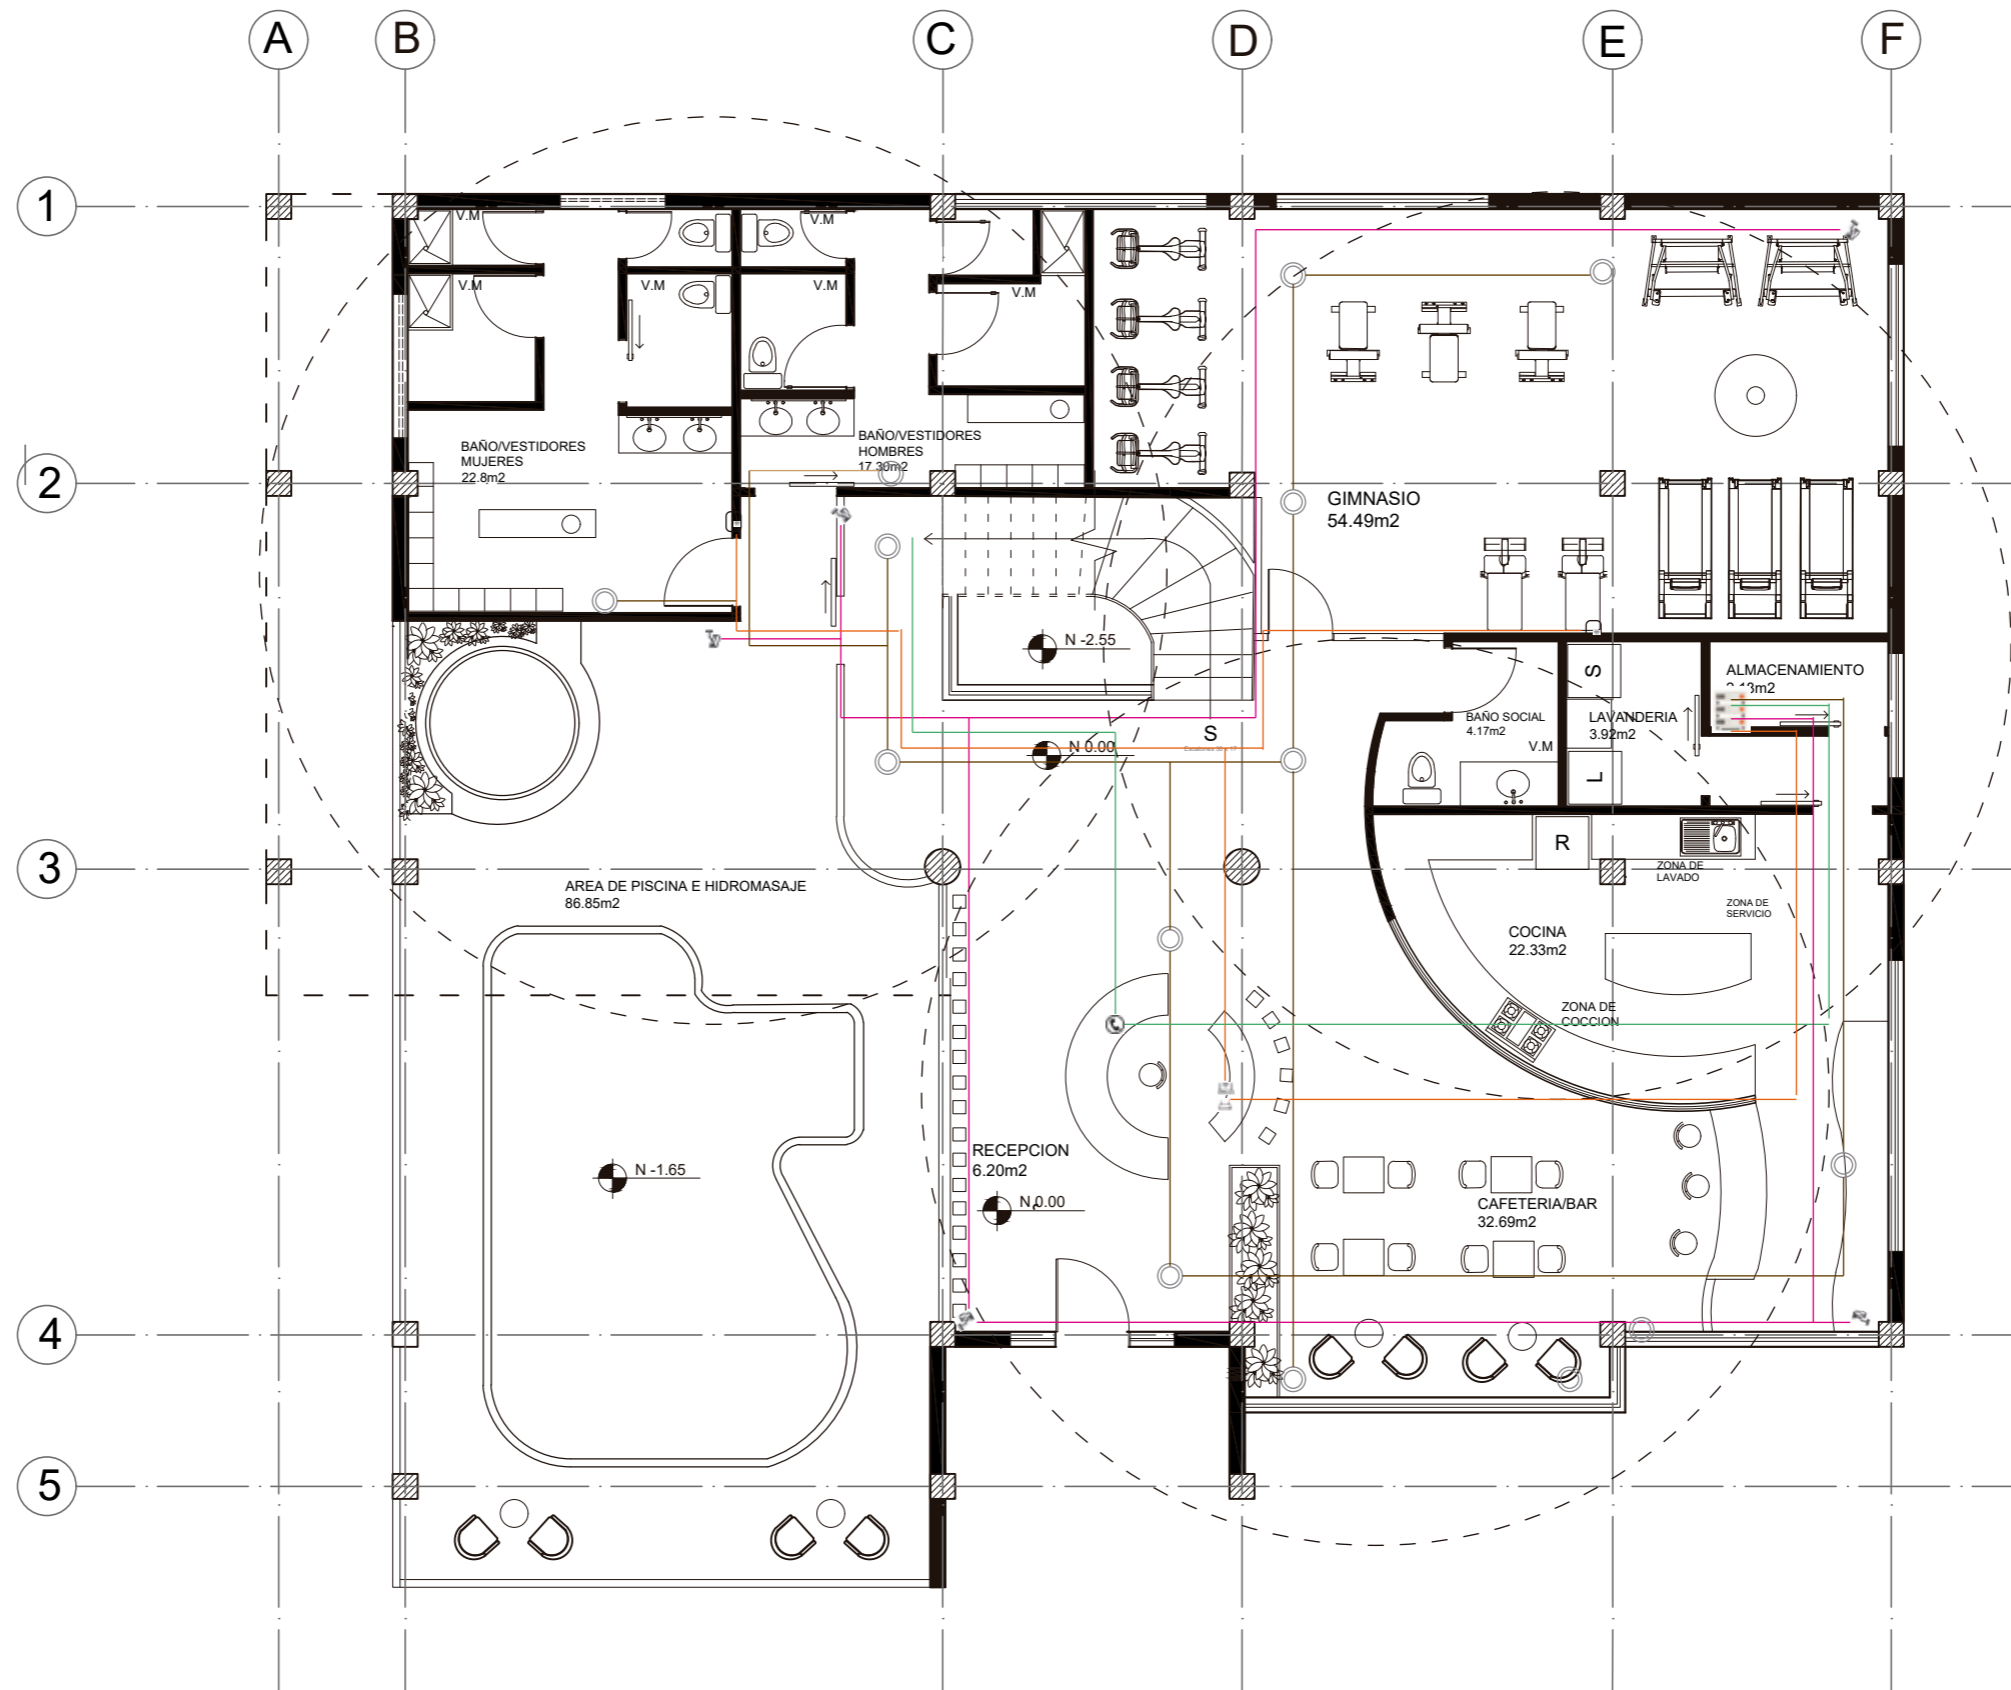 A B C D E F
1
V.M V.M
V.M V.M V.M V.M
BAÑO/VESTIDORES
MUJERES
22.8m2
BAÑO/VESTIDORES
HOMBRES
17.30m2
2
GIMNASIO
54.49m2
N -2.55
S
ALMACENAMIENTO
BAÑO SOCIAL
4.17m2
V.M
LAVANDERIA
3.92m2
L
S
N 0.00
R
ZONA DE
LAVADO
3
AREA DE PISCINA E HIDROMASAJE
86.85m2
ZONA DE
SERVICIO
COCINA
22.33m2
ZONA DE
COCCION
RECEPCION
6.20m2
N -1.65
N 0.00
CAFETERIA/BAR
32.69m2
4
5